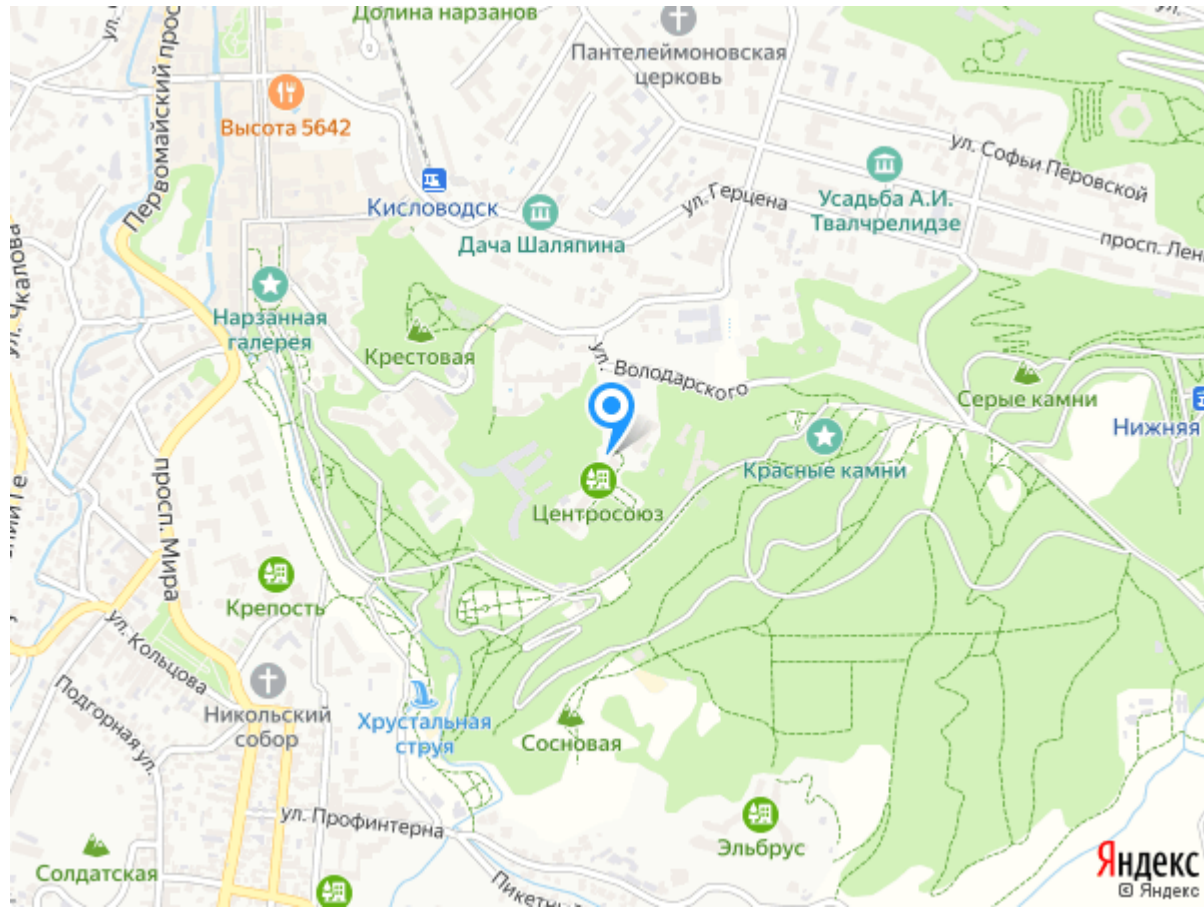 Долина нарзанов
Пантелеймоновская
церковь
Первомайский прос
Высота 5642
ул. Софьи Перовской
Кисловодск
ул. Герцена
Усадьба А.И.
Твалчрелидзе
Дача Шаляпина
просп. Лен
ул. Чкалова
Нарзанная
галерея
Крестовая
ул. Володарского
Серые камни
Нижняя
Красные камни
Центросоюз
просп. Мира
Крепость
ул. Кольцова
Подгорная ул.
Никольский
собор
Хрустальная
струя
Сосновая
ул. Профинтерна
Эльбрус
Солдатская
Яндекс
© Яндекс